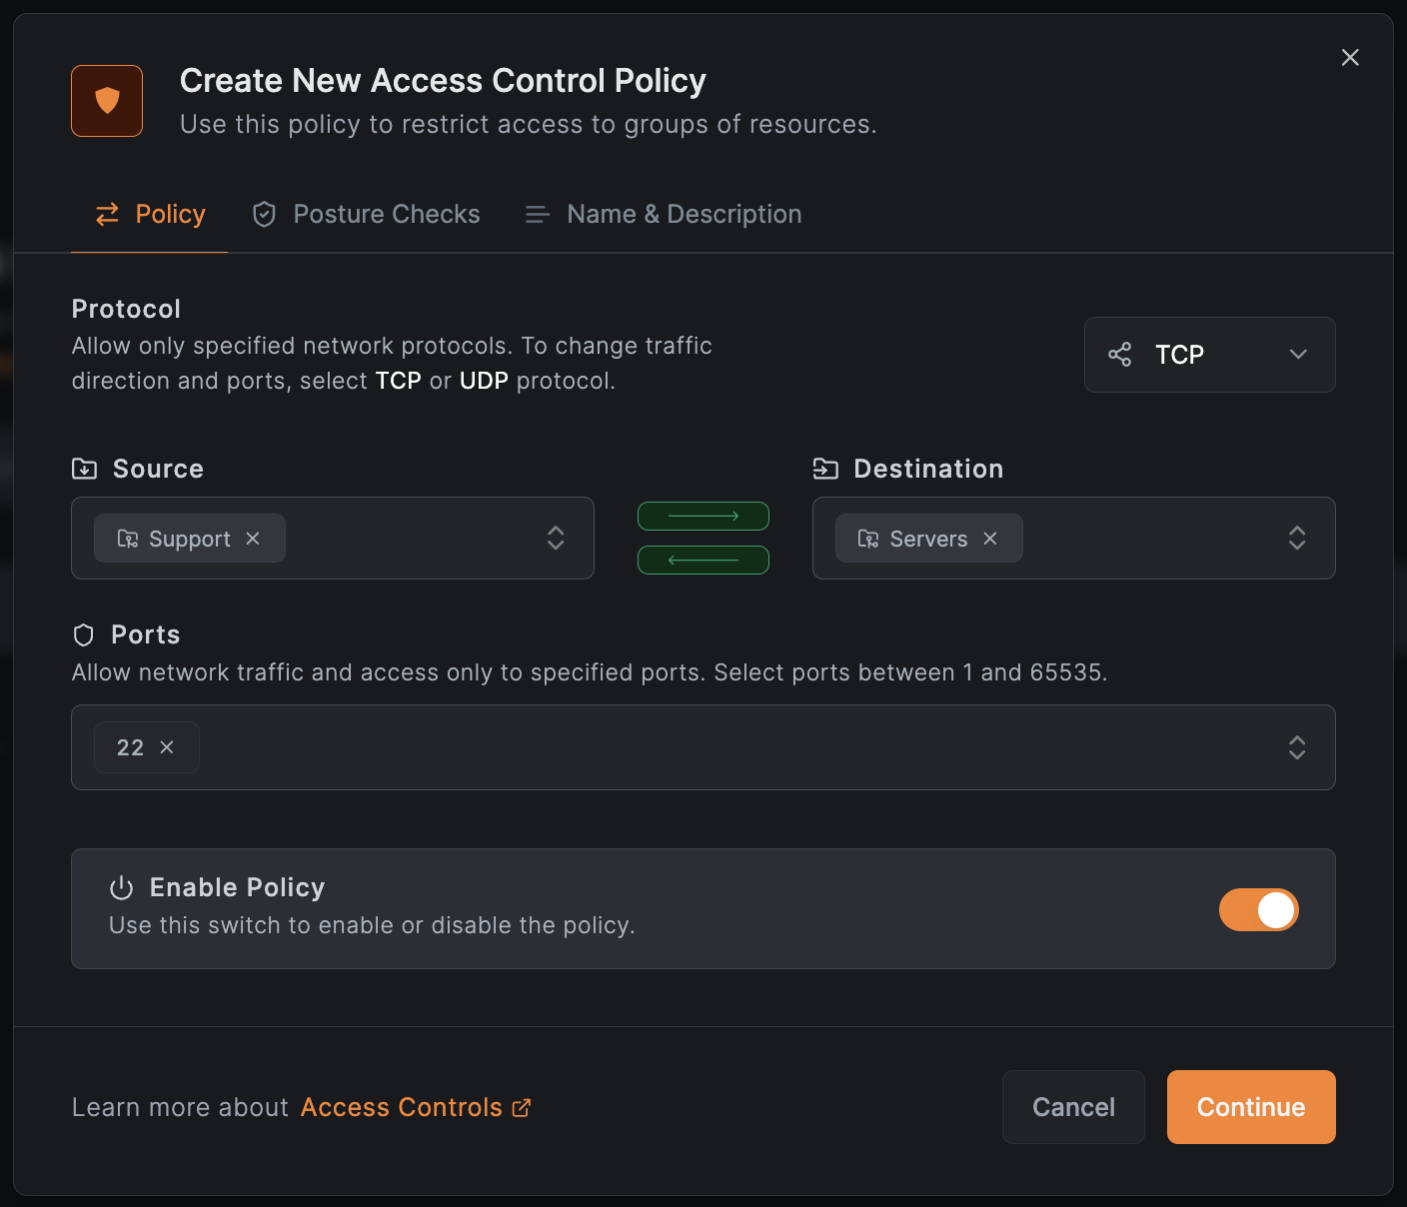 Create New Access Control Policy
Use this policy to restrict access to groups of resources.
Policy
Posture Checks
Name & Description
Protocol
Allow only specified network protocols. To change traffic
direction and ports, select TCP or UDP protocol.
TCP
Source
Destination
Support
Servers
Ports
Allow network traffic and access only to specified ports. Select ports between 1 and 65535.
22
Enable Policy
Use this switch to enable or disable the policy.
Learn more about Access Controls
Cancel
Continue